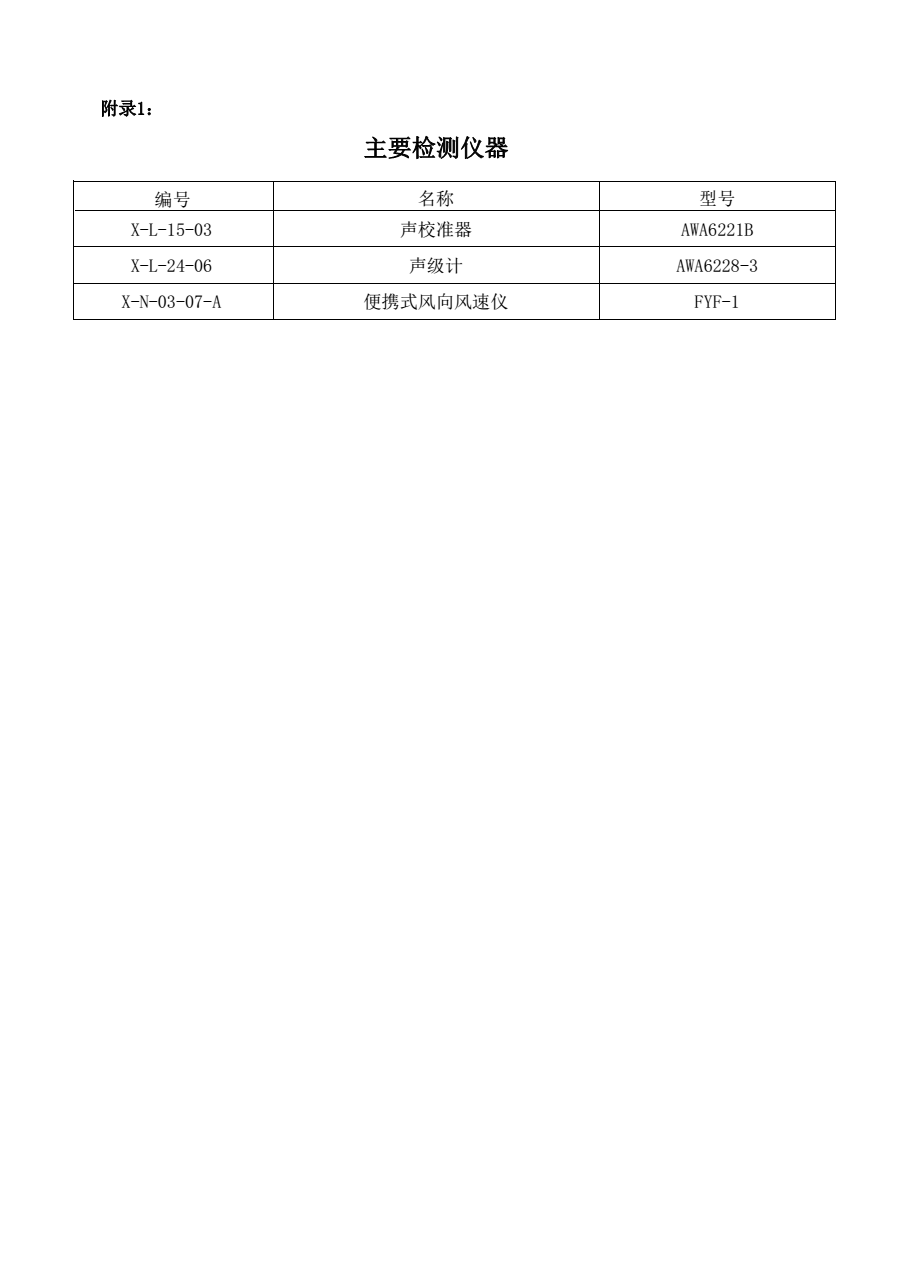 附录1：
主要检测仪器
编号 名称 型号
X-L-15-03 声校准器 AWA6221B
X-L-24-06 声级计 AWA6228-3
X-N-03-07-A 便携式风向风速仪 FYF-1